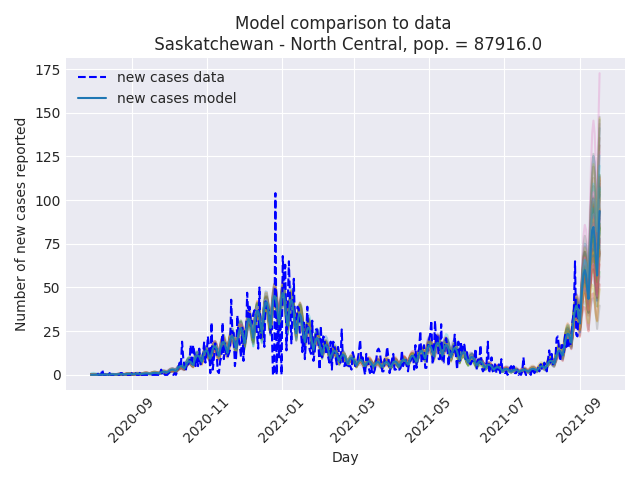 Model comparison to data
Saskatchewan - North Central, pop. = 87916.0
new cases data
new cases model
Number of new cases reported
175
150
125
100
75
50
25
0
2020-09
2020-11
2021-01
2021-03
2021-05
2021-07
2021-09
Day